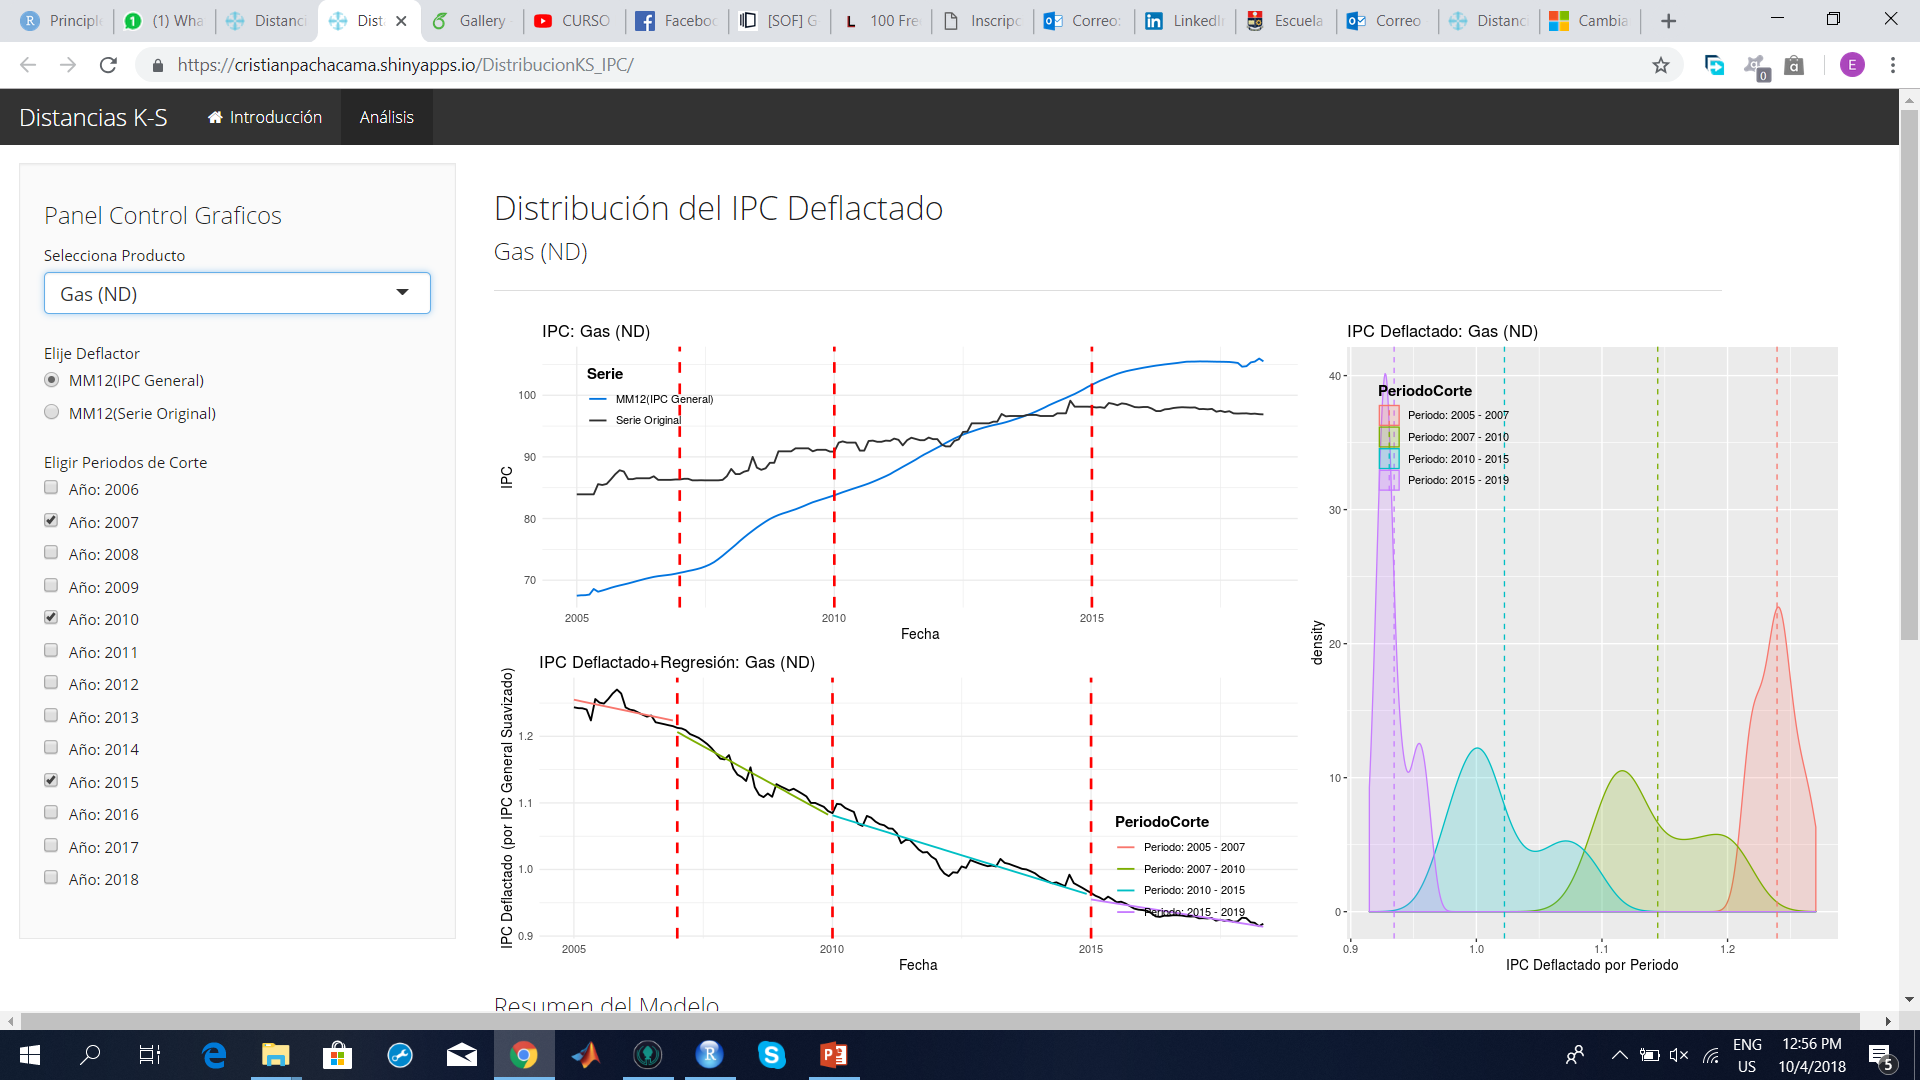 Principl
(1) Wha
Distanci
Dist
Gallery
CURSO
Faceboo
[SOF] G
100 Fre
Inscripc
Correo:
LinkedIn
Escuela
Correo
Distanc
Cambia
https://cristianpachacama.shinyapps.io/DistribucionKS_IPC/
0
E
Distancias K-S
Introducción
Análisis
Panel Control Graficos
Selecciona Producto
Gas (ND)
Elije Deflactor
MM12(IPC General)
MM12(Serie Original)
Eligir Periodos de Corte
Año: 2006
Año: 2007
Año: 2008
Año: 2009
Año: 2010
Año: 2011
Año: 2012
Año: 2013
Año: 2014
Año: 2015
Año: 2016
Año: 2017
Año: 2018
Distribución del IPC Deflactado
Gas (ND)
IPC: Gas (ND)
Serie
MM12(IPC General)
Serie Original
IPC
100
90
80
70
2005
2010
2015
Fecha
IPC Deflactado+Regresión: Gas (ND)
IPC Deflactado (por IPC General Suavizado)
1.2
1.1
1.0
0.9
PeriodoCorte
Periodo: 2005 - 2007
Periodo: 2007 - 2010
Periodo: 2010 - 2015
Periodo: 2015 - 2019
2005
2010
2015
Fecha
IPC Deflactado: Gas (ND)
PeriodoCorte
Periodo: 2005 - 2007
Periodo: 2007 - 2010
Periodo: 2010 - 2015
Periodo: 2015 - 2019
density
40
30
20
10
0
0.9
1.0
1.1
1.2
IPC Deflactado por Periodo
Resumen del Modelo
ENG
US
12:56 PM
10/4/2018
5